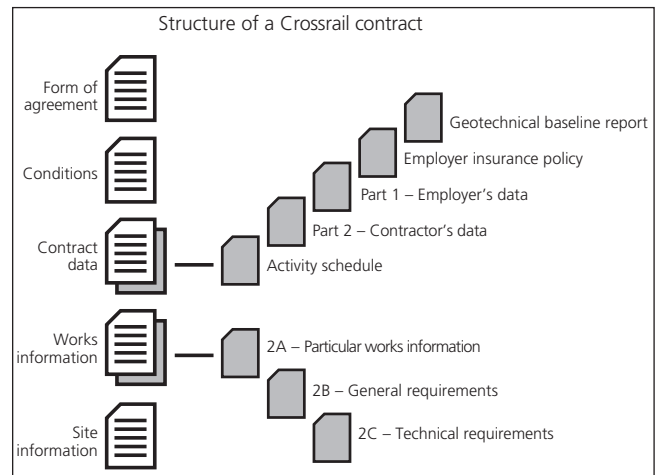 Structure of a Crossrail contract
Form of
agreement
Conditions
Contract
data
Works
information
Site
information
Geotechnical baseline report
Employer insurance policy
Part 1 – Employer's data
Part 2 – Contractor's data
Activity schedule
2A – Particular works information
2B – General requirements
2C – Technical requirements